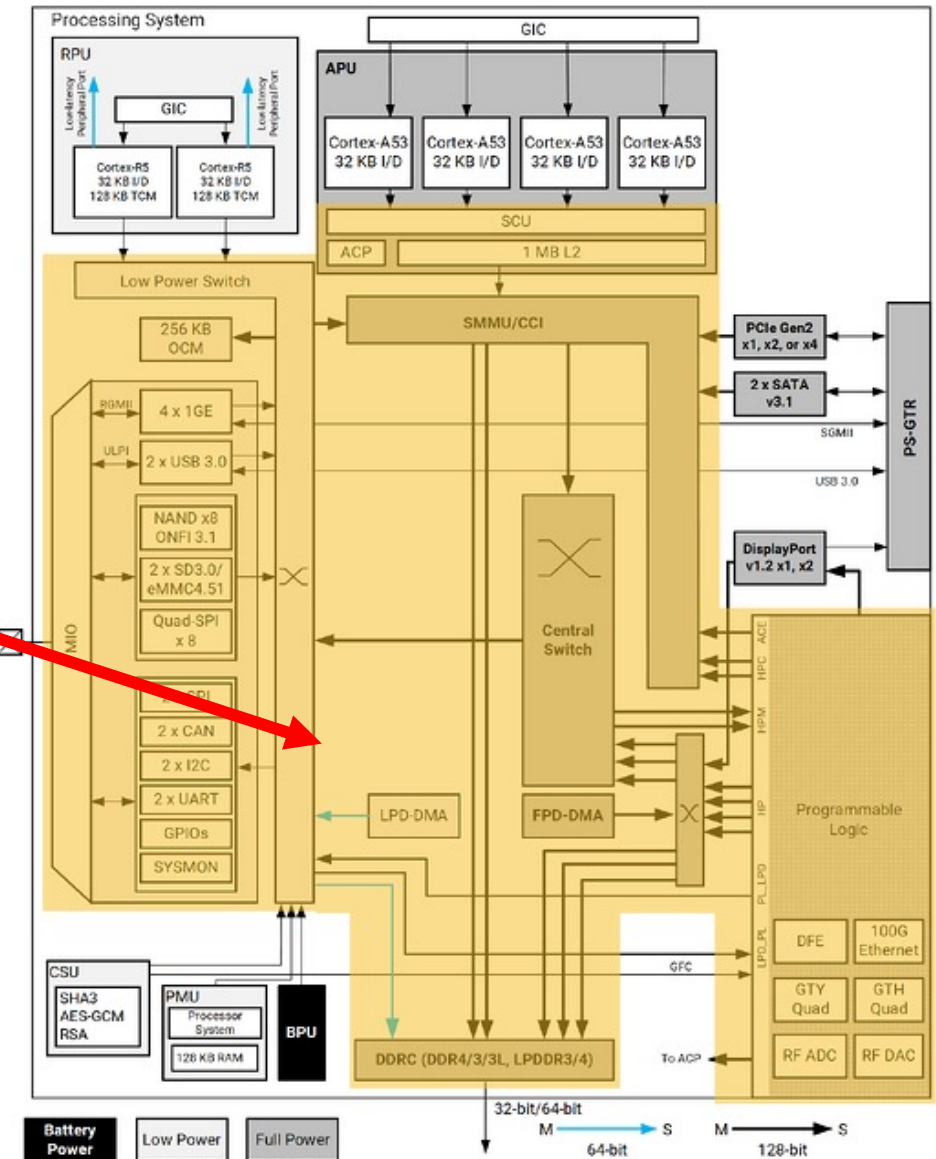 Processing System
RPU
Low-latency
Peripheral Port
GIC
Low-latency
Peripheral Port
Cortex-R5
32 KB I/D
128 KB TCM
Cortex-R5
32 KB I/D
128 KB TCM
GIC
APU
Cortex-A53
32 KB I/D
Cortex-A53
32 KB I/D
Cortex-A53
32 KB I/D
Cortex-A53
32 KB I/D
SCU
ACP
1 MB L2
Low Power Switch
256 KB
OCM
SMMU/CCI
PCIe Gen2
x1, x2, or x4
2 x SATA
v3.1
PS-GTR
SGMII
USB 3.0
DisplayPort
v1.2 x1, x2
MIO
RGMII
4 x 1GE
ULPI
2 x USB 3.0
NAND x8
ONFI 3.1
2 x SD3.0/
eMMC4.51
Quad-SPI
x 8
SPI
2 x CAN
2 x I2C
2 x UART
GPIOs
SYSMON
Central
Switch
LPD-DMA
FPD-DMA
ACE
HPC
HPM
HP
PL_LPD
LPD_PL
Programmable
Logic
DFE
100G
Ethernet
GTY
Quad
GTH
Quad
RF ADC
RF DAC
GFC
To ACP
CSU
SHA3
AES-GCM
RSA
PMU
Processor
System
128 KB RAM
BPU
DDRC (DDR4/3/3L, LPDDR3/4)
32-bit/64-bit
Battery
Power
Low Power
Full Power
M
S
64-bit
M
S
128-bit